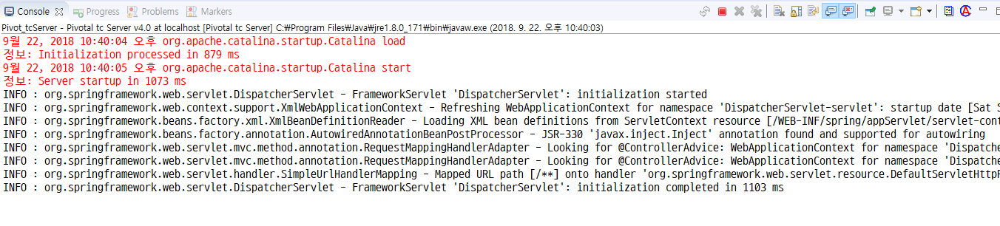 Console Progress Problems Markers
Pivot_tcServer - Pivotal tc Server v4.0 at localhost [Pivotal tc Server] C:₩Program Files₩Java₩jre1.8.0_171₩bin₩javaw.exe (2018. 9. 22. 오후 10:40:03)
9월 22, 2018 10:40:04 오후 org.apache.catalina.startup.Catalina load
정보: Initialization processed in 879 ms
9월 22, 2018 10:40:05 오후 org.apache.catalina.startup.Catalina start
정보: Server startup in 1073 ms
INFO : org.springframework.web.servlet.DispatcherServlet - FrameworkServlet 'DispatcherServlet': initialization started
INFO : org.springframework.web.context.support.XmlWebApplicationContext - Refreshing WebApplicationContext for namespace 'DispatcherServlet-servlet': startup date [Sat S
INFO : org.springframework.beans.factory.xml.XmlBeanDefinitionReader - Loading XML bean definitions from ServletContext resource [/WEB-INF/spring/appServlet/servlet-cont
INFO : org.springframework.beans.factory.annotation.AutowiredAnnotationBeanPostProcessor - JSR-330 'javax.inject.Inject' annotation found and supported for autowiring
INFO : org.springframework.web.servlet.mvc.method.annotation.RequestMappingHandlerAdapter - Looking for @ControllerAdvice: WebApplicationContext for namespace 'Dispatche
INFO : org.springframework.web.servlet.mvc.method.annotation.RequestMappingHandlerAdapter - Looking for @ControllerAdvice: WebApplicationContext for namespace 'Dispatche
INFO : org.springframework.web.servlet.handler.SimpleUrlHandlerMapping - Mapped URL path [/**] onto handler 'org.springframework.web.servlet.resource.DefaultServletHttpR
INFO : org.springframework.web.servlet.DispatcherServlet - FrameworkServlet 'DispatcherServlet': initialization completed in 1103 ms